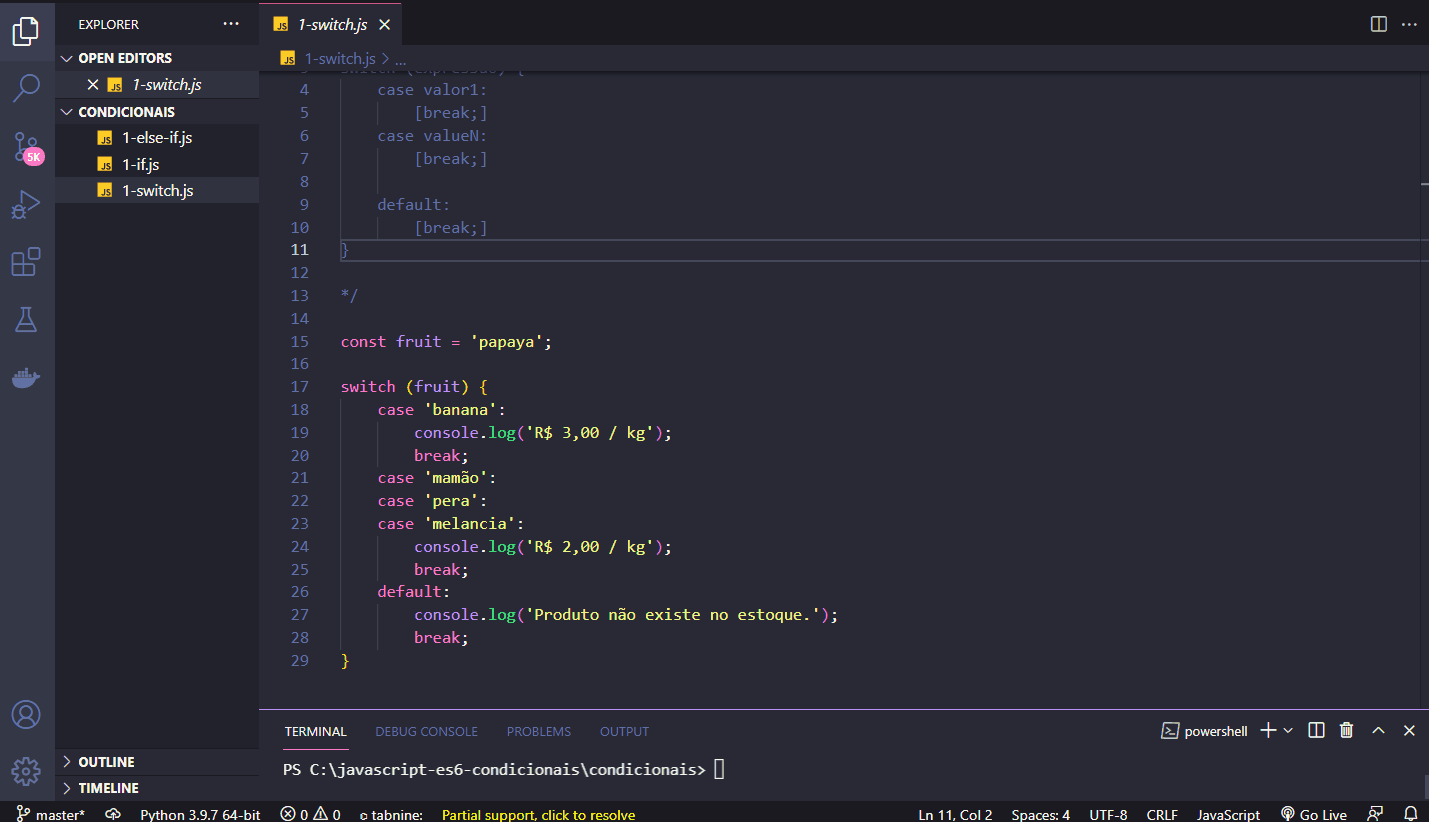 EXPLORER
OPEN EDITORS
JS 1-switch.js
CONDICIONAIS
JS 1-else-if.js
JS 1-if.js
JS 1-switch.js
5K
OUTLINE
TIMELINE
JS 1-switch.js
JS 1-switch.js > ...
3 switch (expressão) {
4 case valor1:
5 [break;]
6 case valueN:
7 [break;]
8
9 default:
10 [break;]
11 }
12
13 */
14
15 const fruit = 'papaya';
16
17 switch (fruit) {
18 case 'banana':
19 console.log('R$ 3,00 / kg');
20 break;
21 case 'mamão':
22 case 'pera':
23 case 'melancia':
24 console.log('R$ 2,00 / kg');
25 break;
26 default:
27 console.log('Produto não existe no estoque.');
28 break;
29 }
TERMINAL DEBUG CONSOLE PROBLEMS OUTPUT powershell
PS C:\javascript-es6-condicionais\condicionais>
master* Python 3.9.7 64-bit 0 0 tabnine: Partial support, click to resolve Ln 11, Col 2 Spaces: 4 UTF-8 CRLF JavaScript Go Live